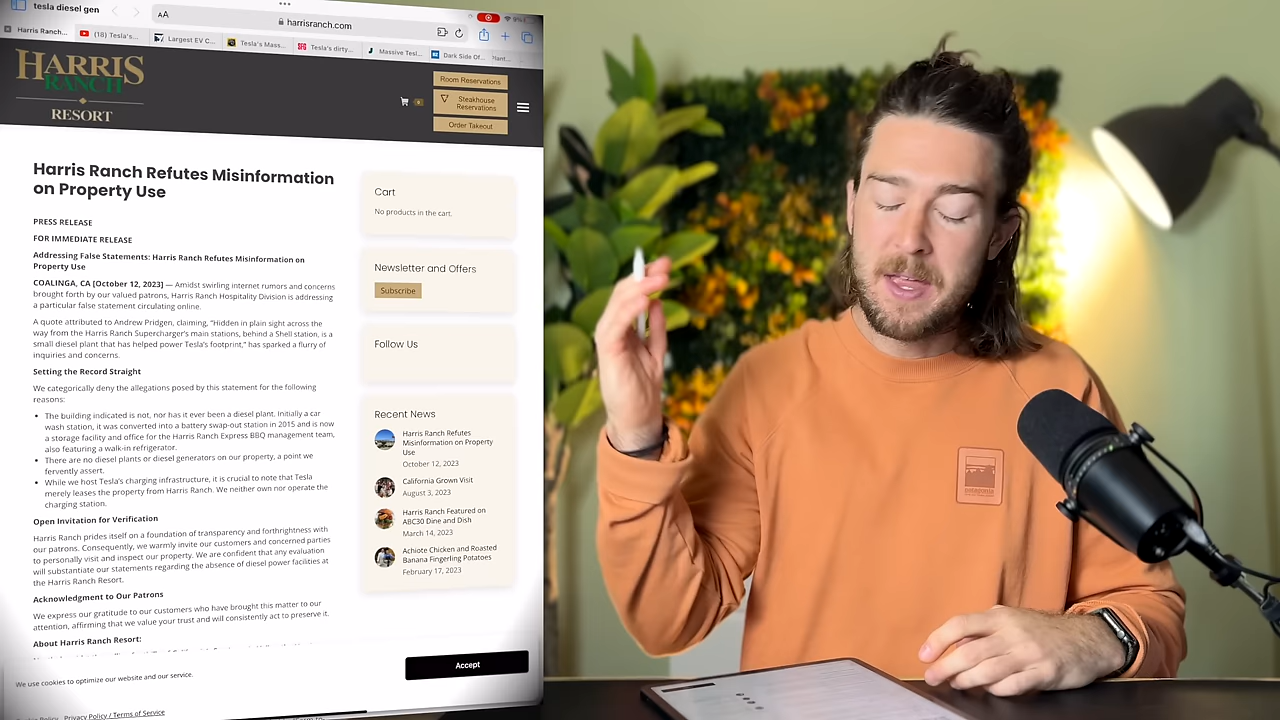 tesla diesel gen
AA
harrisranch.com
9%
Harris Ranch...
(18) Tesla's...
Largest EV C...
Tesla's Mass...
SFG
Tesla's dirty...
Massive Tesl...
Dark Side Of...
HARRIS
RANCH
RESORT
0
Room Reservations
Steakhouse
Reservations
Order Takeout
Harris Ranch Refutes Misinformation
on Property Use
PRESS RELEASE
FOR IMMEDIATE RELEASE
Addressing False Statements: Harris Ranch Refutes Misinformation on
Property Use
COALINGA, CA [October 12, 2023] — Amidst swirling internet rumors and concerns
brought forth by our valued patrons, Harris Ranch Hospitality Division is addressing
a particular false statement circulating online.
A quote attributed to Andrew Pridgen, claiming, "Hidden in plain sight across the
way from the Harris Ranch Supercharger's main stations, behind a Shell station, is a
small diesel plant that has helped power Tesla's footprint," has sparked a flurry of
inquiries and concerns.
Setting the Record Straight
We categorically deny the allegations posed by this statement for the following
reasons:
• The building indicated is not, nor has it ever been a diesel plant. Initially a car
wash station, it was converted into a battery swap-out station in 2015 and is now
a storage facility and office for the Harris Ranch Express BBQ management team,
also featuring a walk-in refrigerator.
• There are no diesel plants or diesel generators on our property, a point we
fervently assert.
• While we host Tesla's charging infrastructure, it is crucial to note that Tesla
merely leases the property from Harris Ranch. We neither own nor operate the
charging station.
Open Invitation for Verification
Harris Ranch prides itself on a foundation of transparency and forthrightness with
our patrons. Consequently, we warmly invite our customers and concerned parties
to personally visit and inspect our property. We are confident that any evaluation
will substantiate our statements regarding the absence of diesel power facilities at
the Harris Ranch Resort.
Acknowledgment to Our Patrons
We express our gratitude to our customers who have brought this matter to our
attention, affirming that we value your trust and will consistently act to preserve it.
About Harris Ranch Resort:
Cart
No products in the cart.
Newsletter and Offers
Subscribe
Follow Us
Recent News
Harris Ranch Refutes
Misinformation on Property
Use
October 12, 2023
California Grown Visit
August 3, 2023
Harris Ranch Featured on
ABC30 Dine and Dish
March 14, 2023
Achiote Chicken and Roasted
Banana Fingerling Potatoes
February 17, 2023
We use cookies to optimize our website and our service.
Accept
Cookie Policy
Privacy Policy / Terms of Service
patagonia